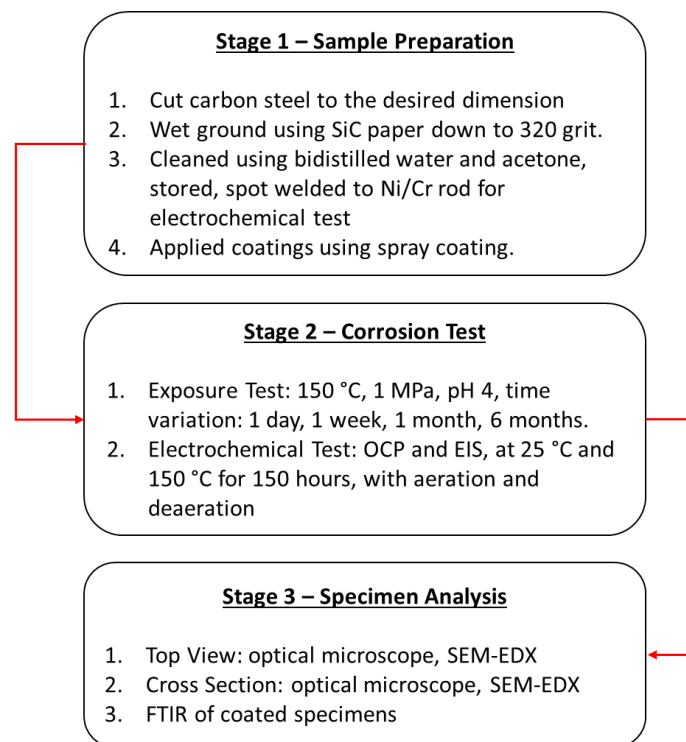 Stage 1 – Sample Preparation
1. Cut carbon steel to the desired dimension
2. Wet ground using SiC paper down to 320 grit.
3. Cleaned using bidistilled water and acetone,
stored, spot welded to Ni/Cr rod for
electrochemical test
4. Applied coatings using spray coating.
Stage 2 – Corrosion Test
1. Exposure Test: 150 °C, 1 MPa, pH 4, time
variation: 1 day, 1 week, 1 month, 6 months.
2. Electrochemical Test: OCP and EIS, at 25 °C and
150 °C for 150 hours, with aeration and
deaeration
Stage 3 – Specimen Analysis
1. Top View: optical microscope, SEM-EDX
2. Cross Section: optical microscope, SEM-EDX
3. FTIR of coated specimens